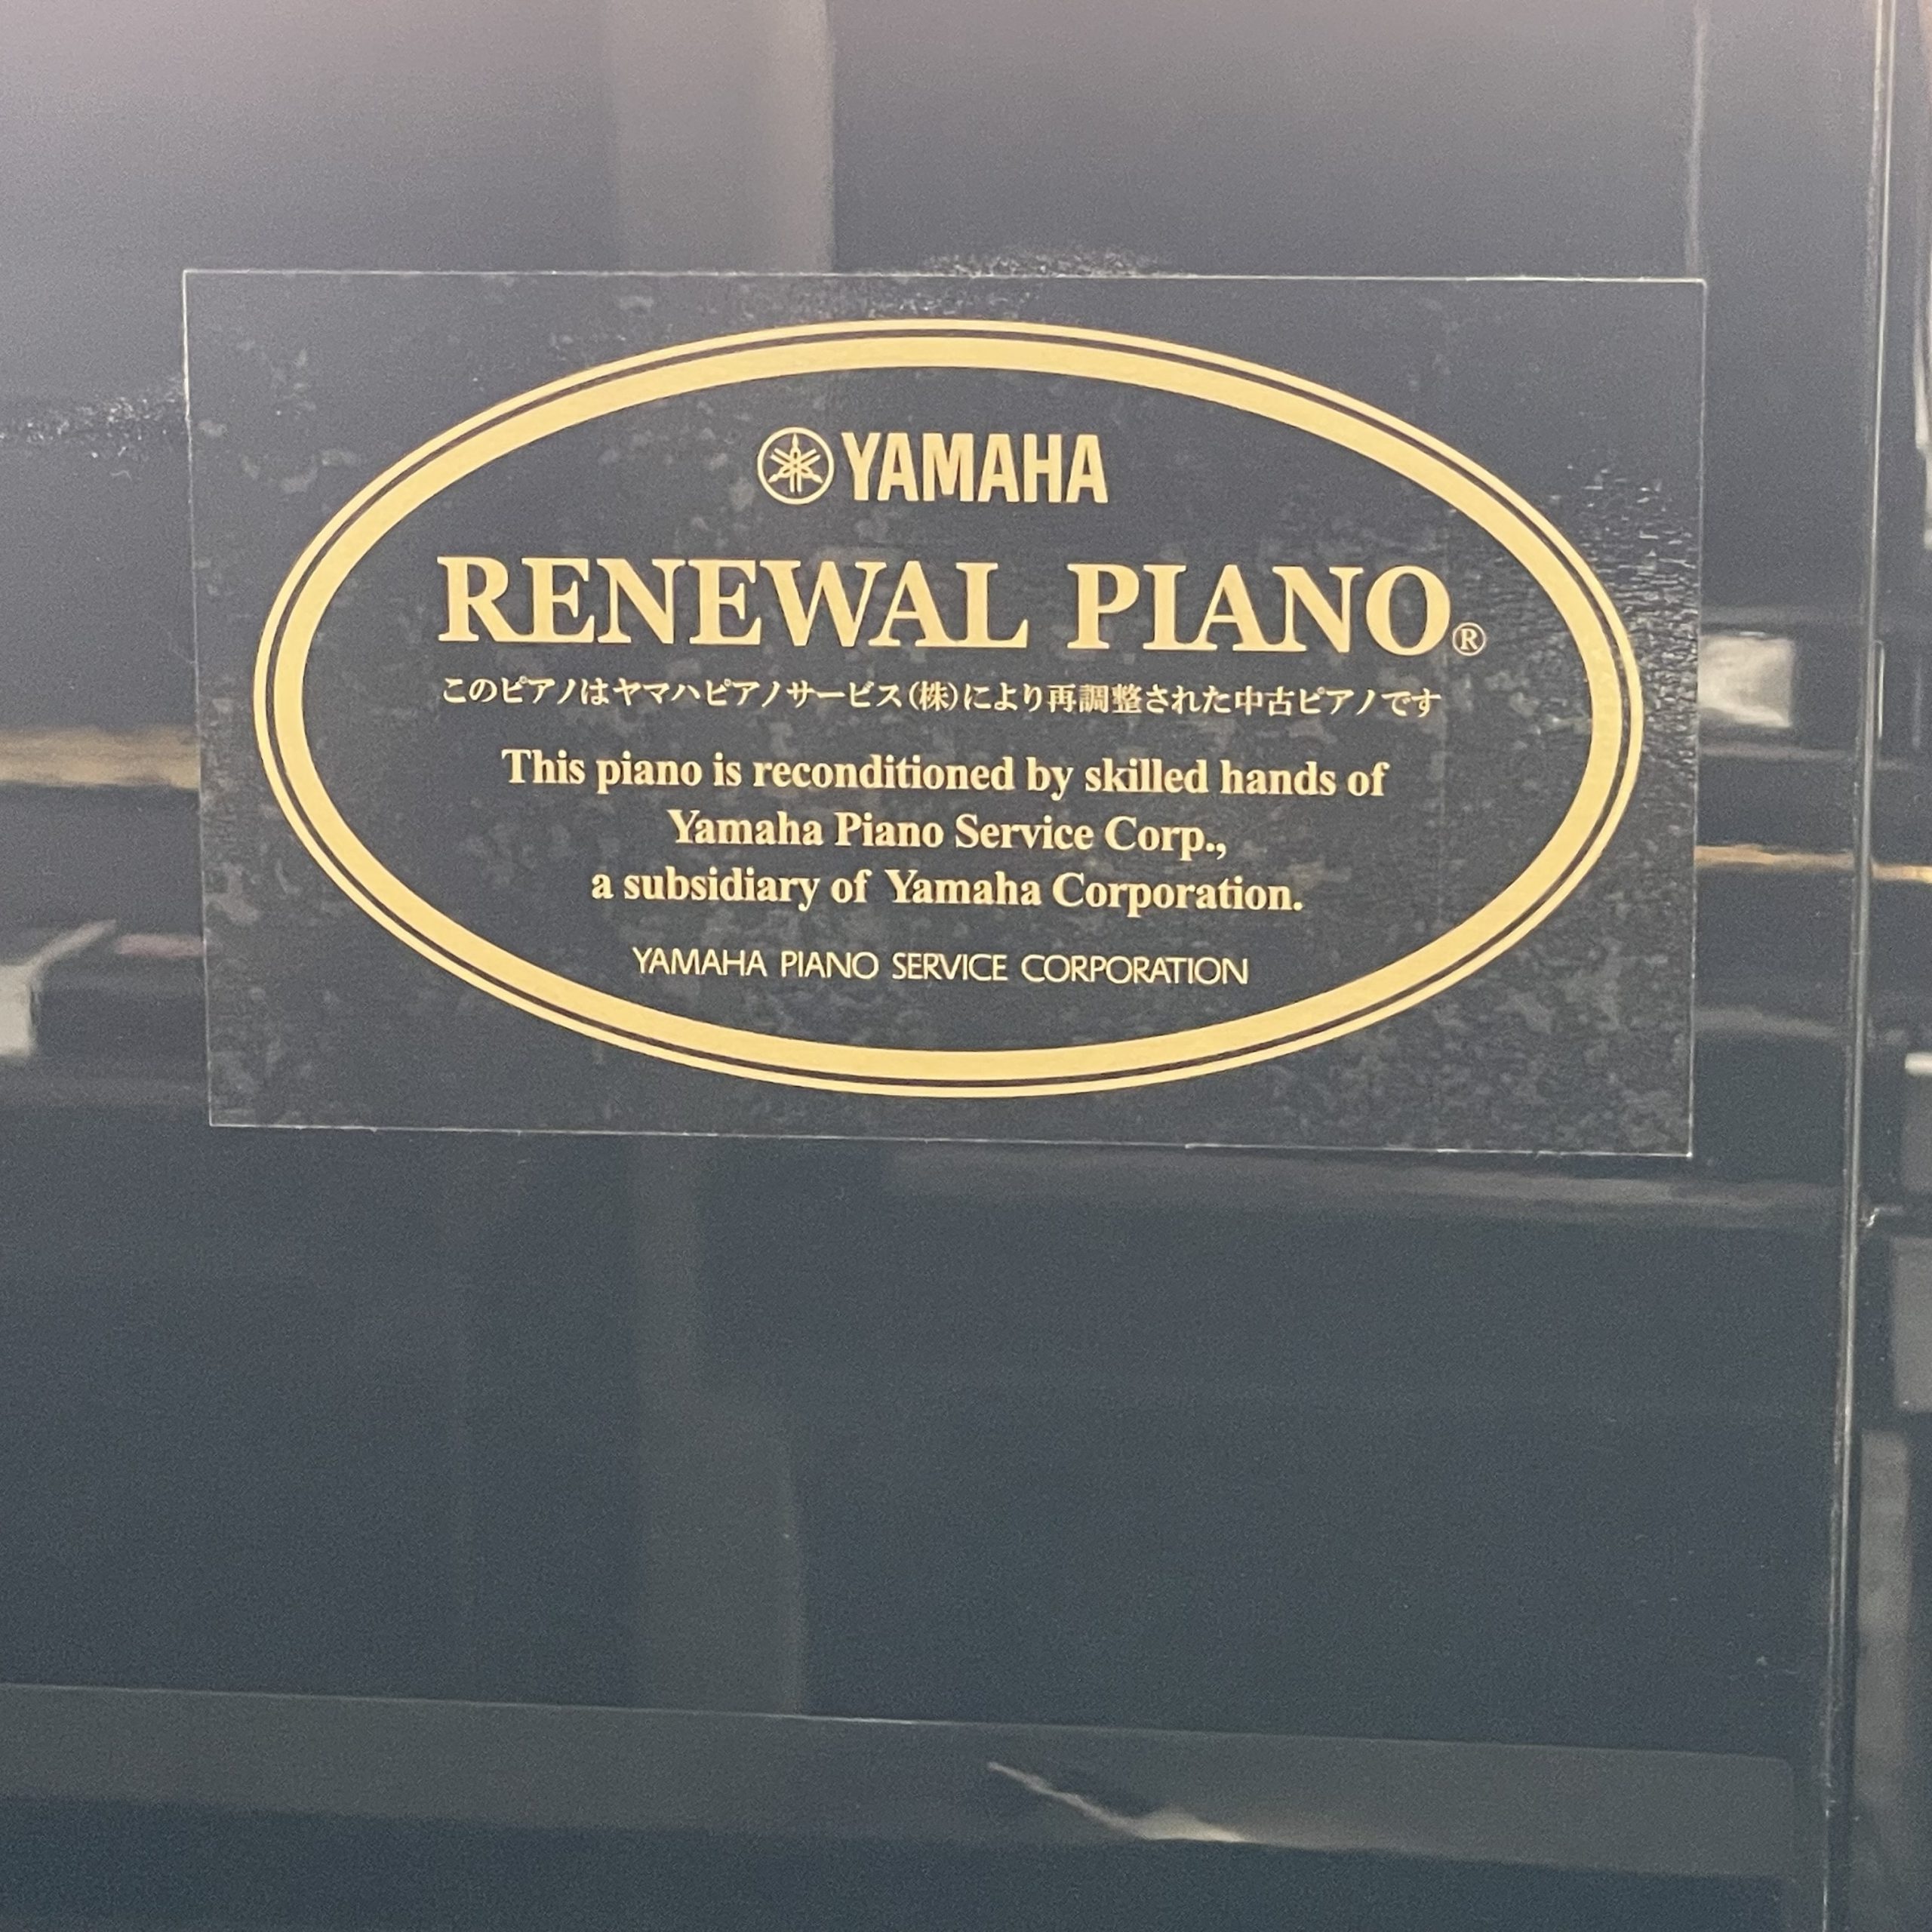 YAMAHA
RENEWAL PIANO®
このピアノはヤマハピアノサービス(株)により再調整された中古ピアノです
This piano is reconditioned by skilled hands of
Yamaha Piano Service Corp.,
a subsidiary of Yamaha Corporation.
YAMAHA PIANO SERVICE CORPORATION